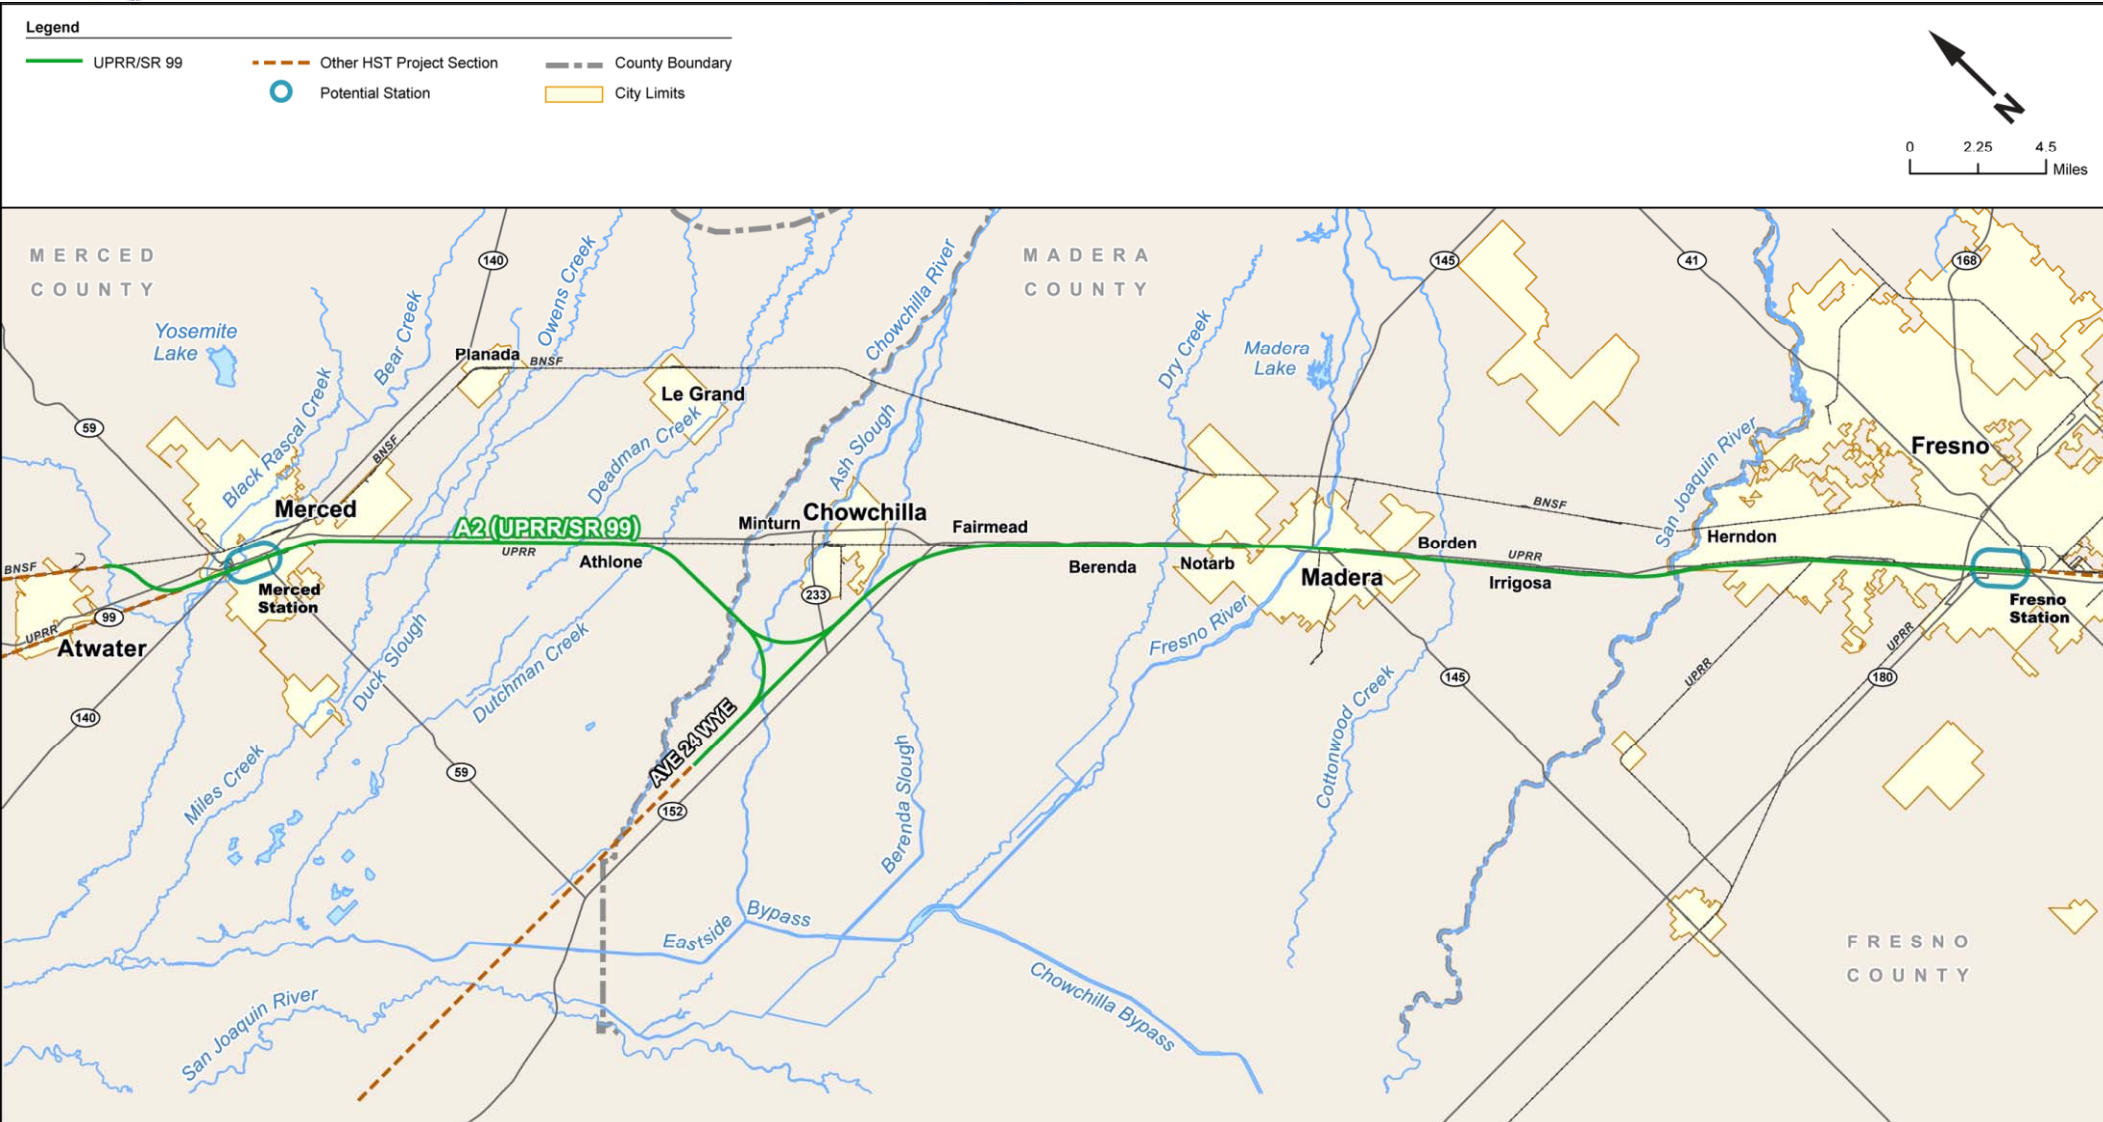 Legend
UPRR/SR 99
Other HST Project Section
County Boundary
Potential Station
City Limits
N
0 2.25 4.5
Miles
MERCED
COUNTY
MADERA
COUNTY
140
145
41
168
Yosemite
Lake
Bear Creek
Owens Creek
Chowchilla River
Dry Creek
Madera
Lake
Planada
BNSF
Le Grand
59
Black Rascal Creek
BNSF
Deadman Creek
Ash Slough
San Joaquin River
Fresno
Merced
A2 (UPRR/SR 99)
Minturn
Chowchilla
Fairmead
BNSF
UPRR
Athlone
Berenda
Notarb
Madera
Borden
UPRR
Irrigosa
Herndon
BNSF
Merced
Station
233
99
UPRR
Atwater
Duck Slough
Dutchman Creek
Fresno River
Fresno
Station
UPRR
UPRR
180
145
140
Miles Creek
59
AVE 24 WYE
152
Berenda Slough
Cottonwood Creek
Eastside
Bypass
Chowchilla Bypass
San Joaquin River
FRESNO
COUNTY